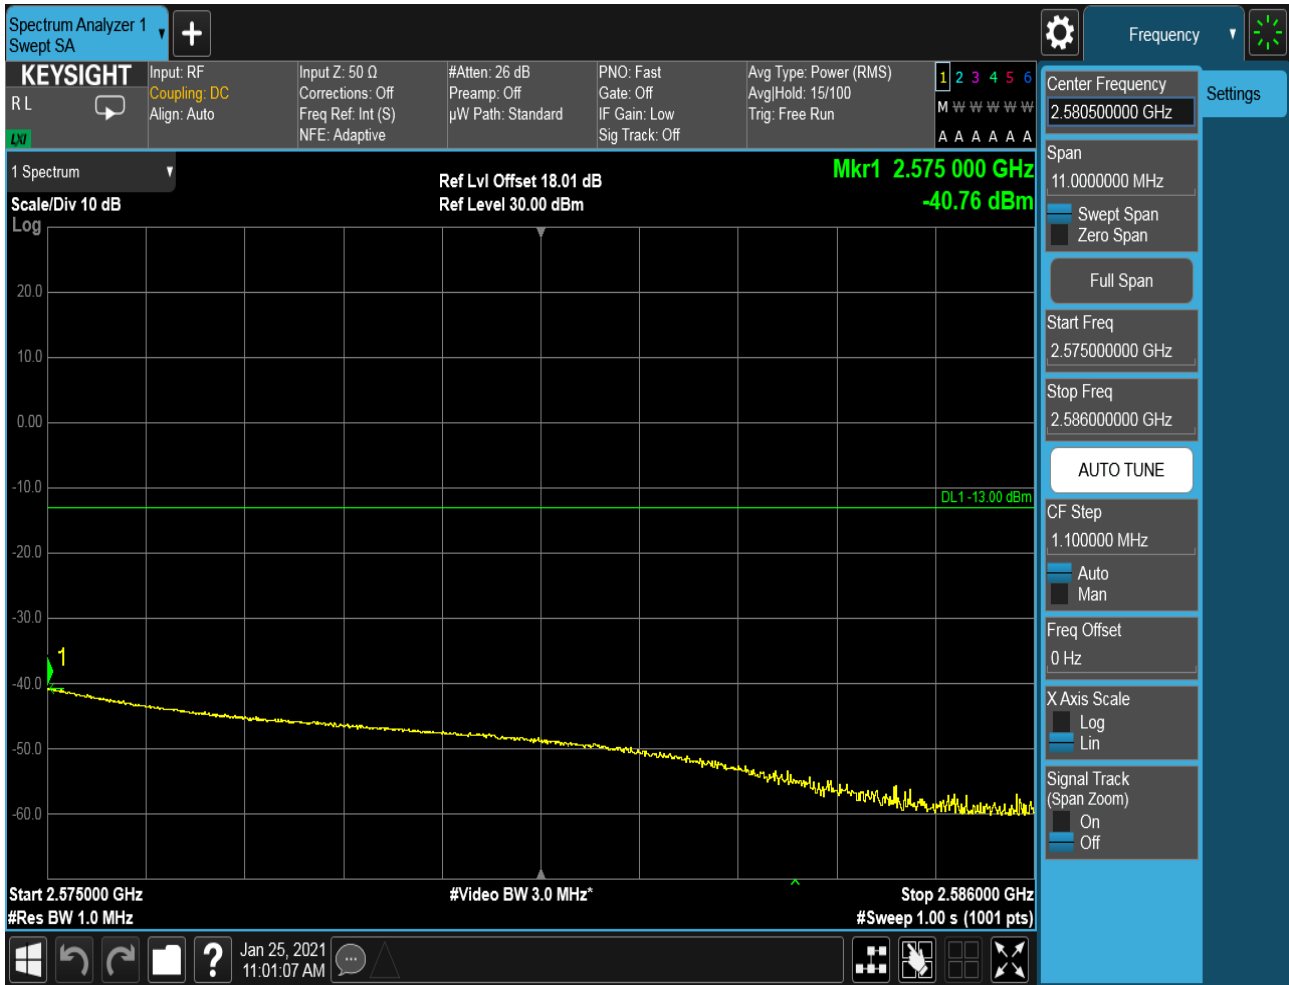 Spectrum Analyzer 1
Swept SA
Frequency
KEYSIGHT
R L
LXI
Input: RF
Coupling: DC
Align: Auto
Input Z: 50 Ω
Corrections: Off
Freq Ref: Int (S)
NFE: Adaptive
#Atten: 26 dB
Preamp: Off
µW Path: Standard
PNO: Fast
Gate: Off
IF Gain: Low
Sig Track: Off
Avg Type: Power (RMS)
Avg|Hold: 15/100
Trig: Free Run
1 2 3 4 5 6
M W W W W W
A A A A A A
1 Spectrum
Scale/Div 10 dB
Log
Ref Lvl Offset 18.01 dB
Ref Level 30.00 dBm
Mkr1 2.575 000 GHz
-40.76 dBm
20.0
10.0
0.00
-10.0
DL1 -13.00 dBm
-20.0
-30.0
1
-40.0
-50.0
-60.0
Start 2.575000 GHz
#Res BW 1.0 MHz
#Video BW 3.0 MHz*
Stop 2.586000 GHz
#Sweep 1.00 s (1001 pts)
?
Jan 25, 2021
11:01:07 AM
Center Frequency
2.580500000 GHz
Settings
Span
11.0000000 MHz
Swept Span
Zero Span
Full Span
Start Freq
2.575000000 GHz
Stop Freq
2.586000000 GHz
AUTO TUNE
CF Step
1.100000 MHz
Auto
Man
Freq Offset
0 Hz
X Axis Scale
Log
Lin
Signal Track
(Span Zoom)
On
Off